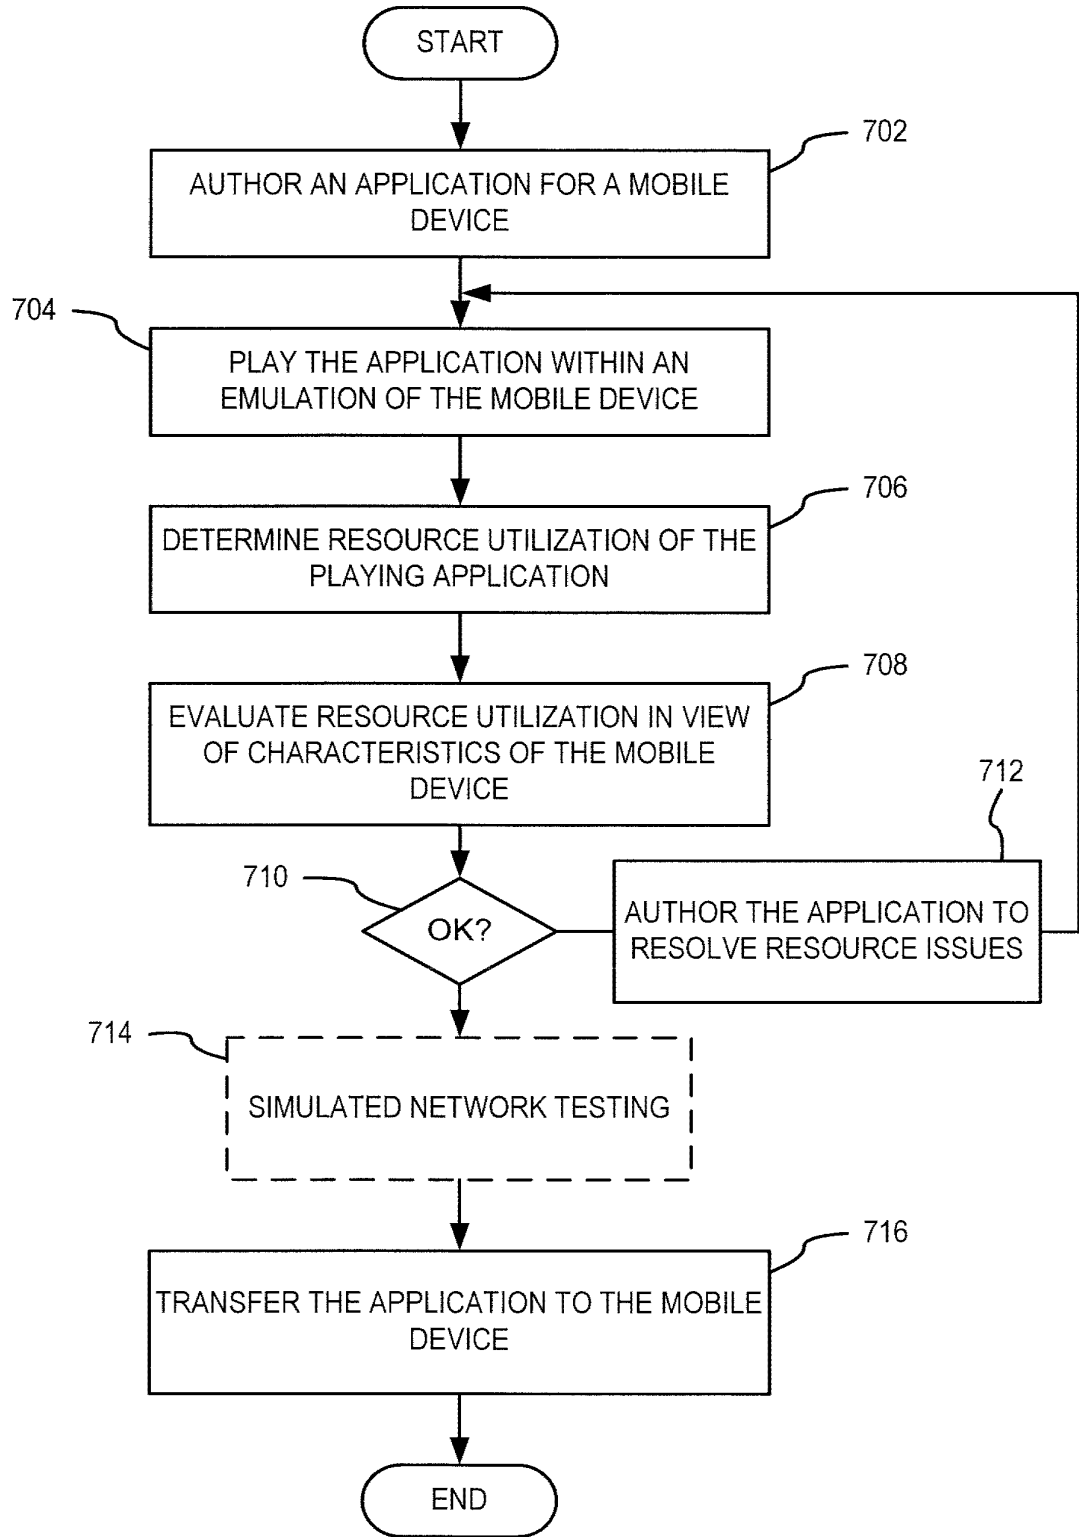 START
702
AUTHOR AN APPLICATION FOR A MOBILE
DEVICE
704
PLAY THE APPLICATION WITHIN AN
EMULATION OF THE MOBILE DEVICE
706
DETERMINE RESOURCE UTILIZATION OF THE
PLAYING APPLICATION
708
EVALUATE RESOURCE UTILIZATION IN VIEW
OF CHARACTERISTICS OF THE MOBILE
DEVICE
710
OK?
712
AUTHOR THE APPLICATION TO
RESOLVE RESOURCE ISSUES
714
SIMULATED NETWORK TESTING
716
TRANSFER THE APPLICATION TO THE MOBILE
DEVICE
END